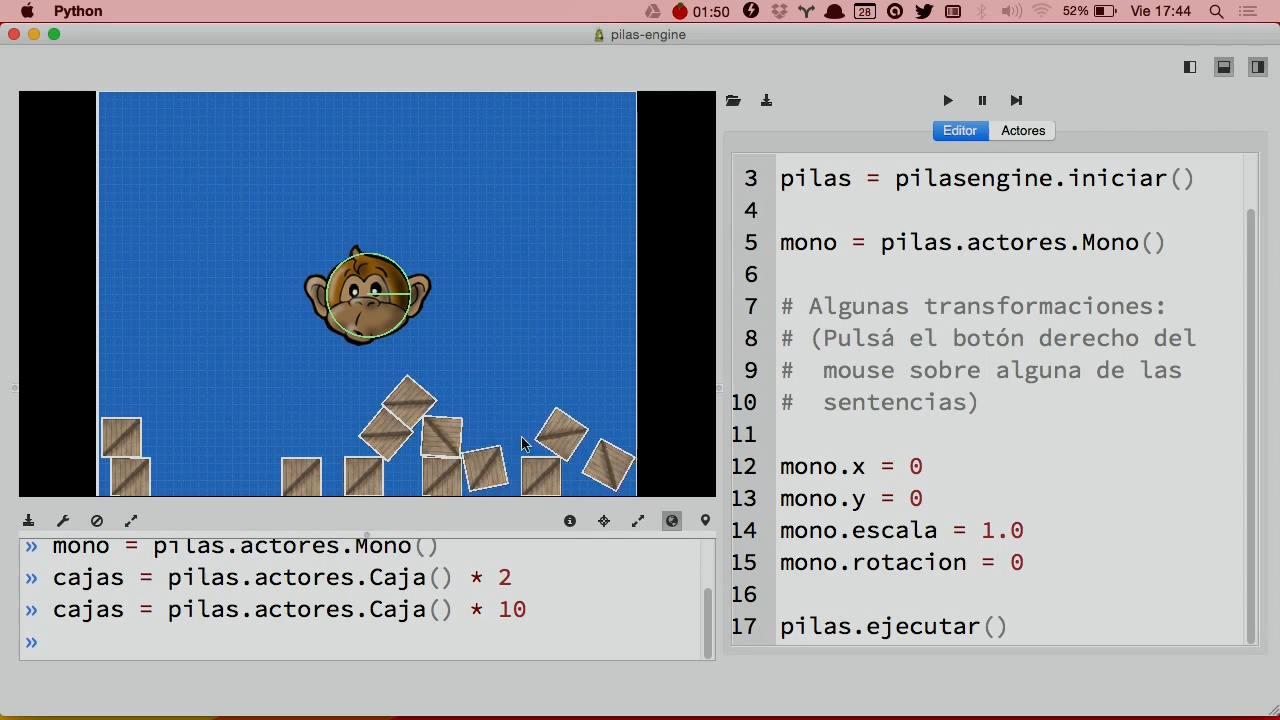 Python
01:50
28
52%
Vie 17:44
pilas-engine
Editor
Actores
3 pilas = pilasengine.iniciar()
4
5 mono = pilas.actores.Mono()
6
7 # Algunas transformaciones:
8 # (Pulsá el botón derecho del
9 #  mouse sobre alguna de las
10 #  sentencias)
11
12 mono.x = 0
13 mono.y = 0
14 mono.escala = 1.0
15 mono.rotacion = 0
16
17 pilas.ejecutar()
» mono = pilas.actores.Mono()
» cajas = pilas.actores.Caja() * 2
» cajas = pilas.actores.Caja() * 10
»